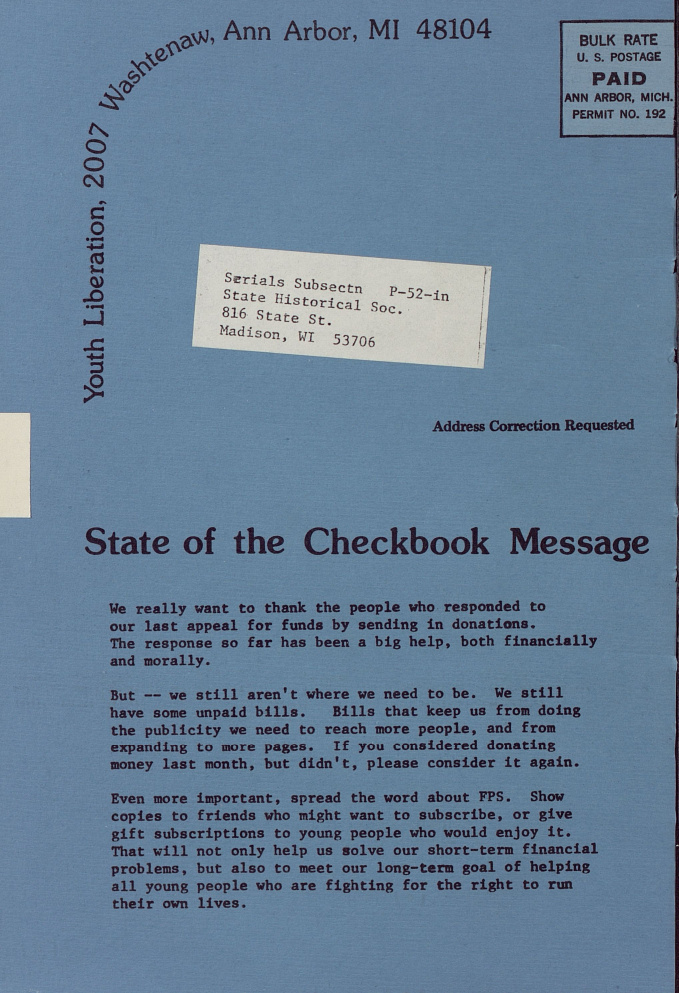 Youth Liberation, 2007 Washtenaw, Ann Arbor, MI 48104
BULK RATE
U. S. POSTAGE
PAID
ANN ARBOR, MICH.
PERMIT NO. 192
Serials Subsectn P-52-in
State Historical Soc.
816 State St.
Madison, WI 53706
Address Correction Requested
State of the Checkbook Message
We really want to thank the people who responded to
our last appeal for funds by sending in donations.
The response so far has been a big help, both financially
and morally.
But -- we still aren't where we need to be. We still
have some unpaid bills. Bills that keep us from doing
the publicity we need to reach more people, and from
expanding to more pages. If you considered donating
money last month, but didn't, please consider it again.
Even more important, spread the word about FPS. Show
copies to friends who might want to subscribe, or give
gift subscriptions to young people who would enjoy it.
That will not only help us solve our short-term financial
problems, but also to meet our long-term goal of helping
all young people who are fighting for the right to run
their own lives.